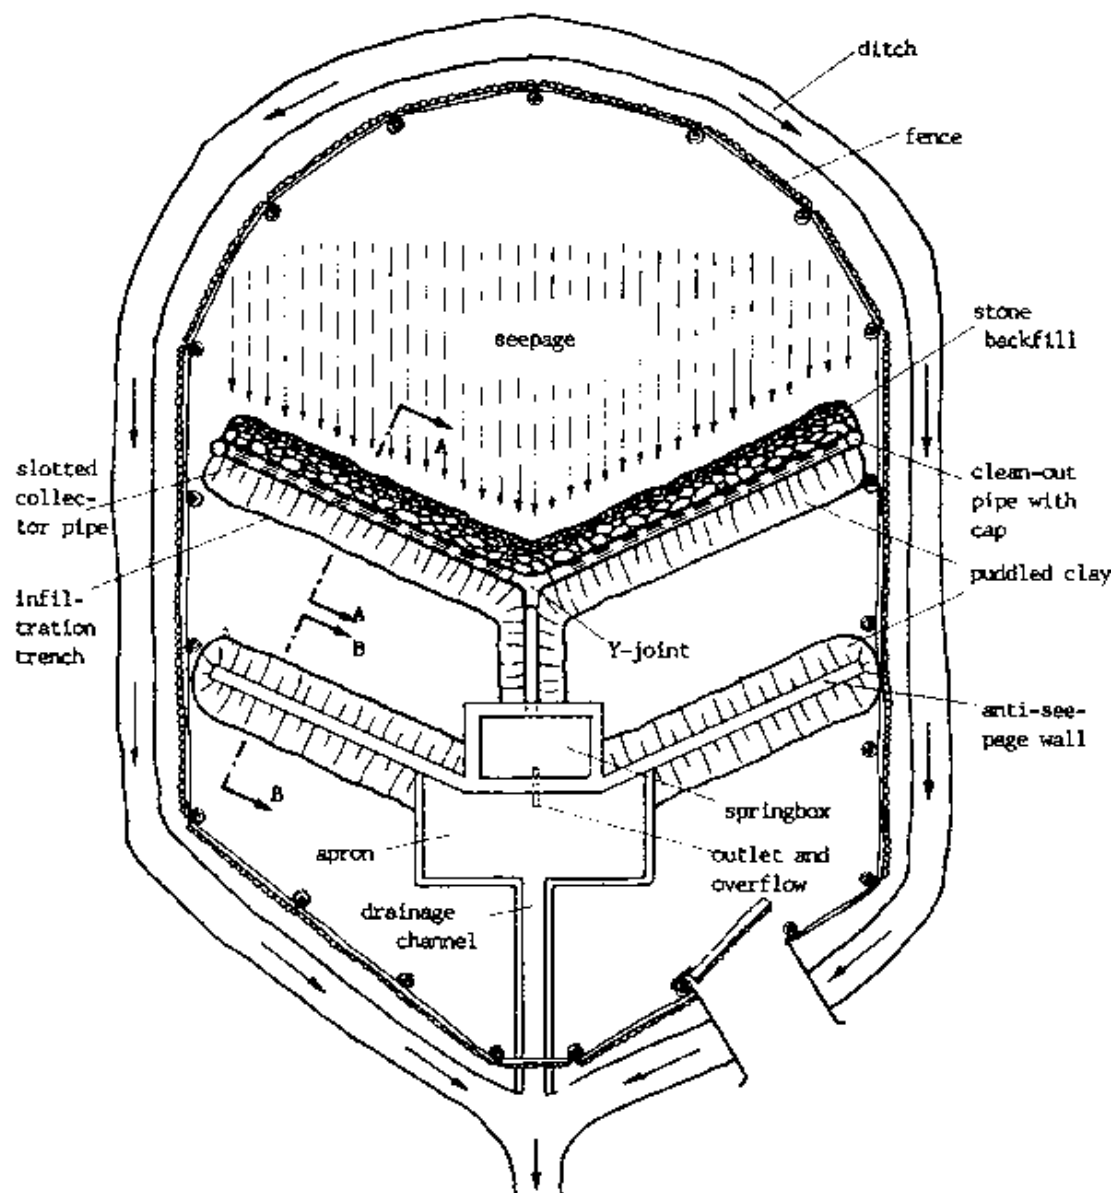 ditch
fence
stone
backfill
seepage
A
slotted
collec-
tor pipe
clean-out
pipe with
cap
puddled clay
infil-
tration
trench
A
B
Y-joint
anti-see-
page wall
B
springbox
apron
outlet and
overflow
drainage
channel